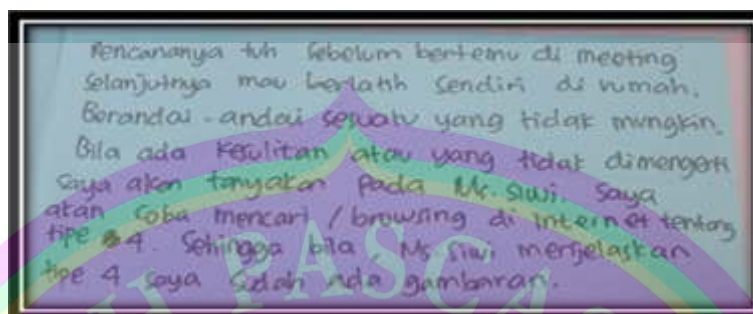 Rencananya tuh sebelum bertemu di meeting
selanjutnya mau berlatih sendiri di rumah.
Berandai-andai sesuatu yang tidak mungkin.
Bila ada kesulitan atau yang tidak dimengerti
saya akan tanyakan pada Ms. Siwi. Saya
akan coba mencari / browsing di internet tentang
tipe 4. Sehingga bila, Ms. Siwi menjelaskan
tipe 4 saya sudah ada gambaran.
PASCA